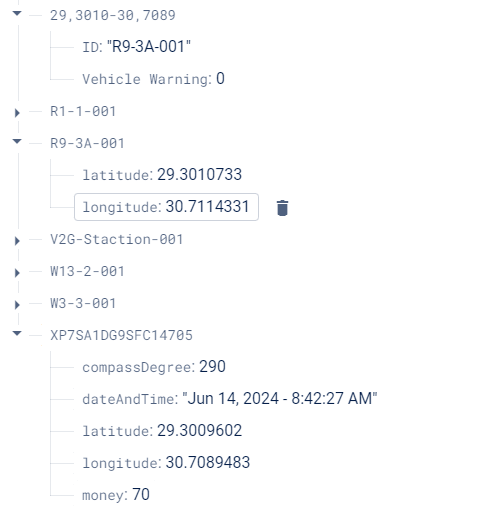 29,3010-30,7089
ID: "R9-3A-001"
Vehicle Warning: 0
R1-1-001
R9-3A-001
latitude: 29.3010733
longitude: 30.7114331
V2G-Staction-001
W13-2-001
W3-3-001
XP7SA1DG9SFC14705
compassDegree: 290
dateAndTime: "Jun 14, 2024 - 8:42:27 AM"
latitude: 29.3009602
longitude: 30.7089483
money: 70